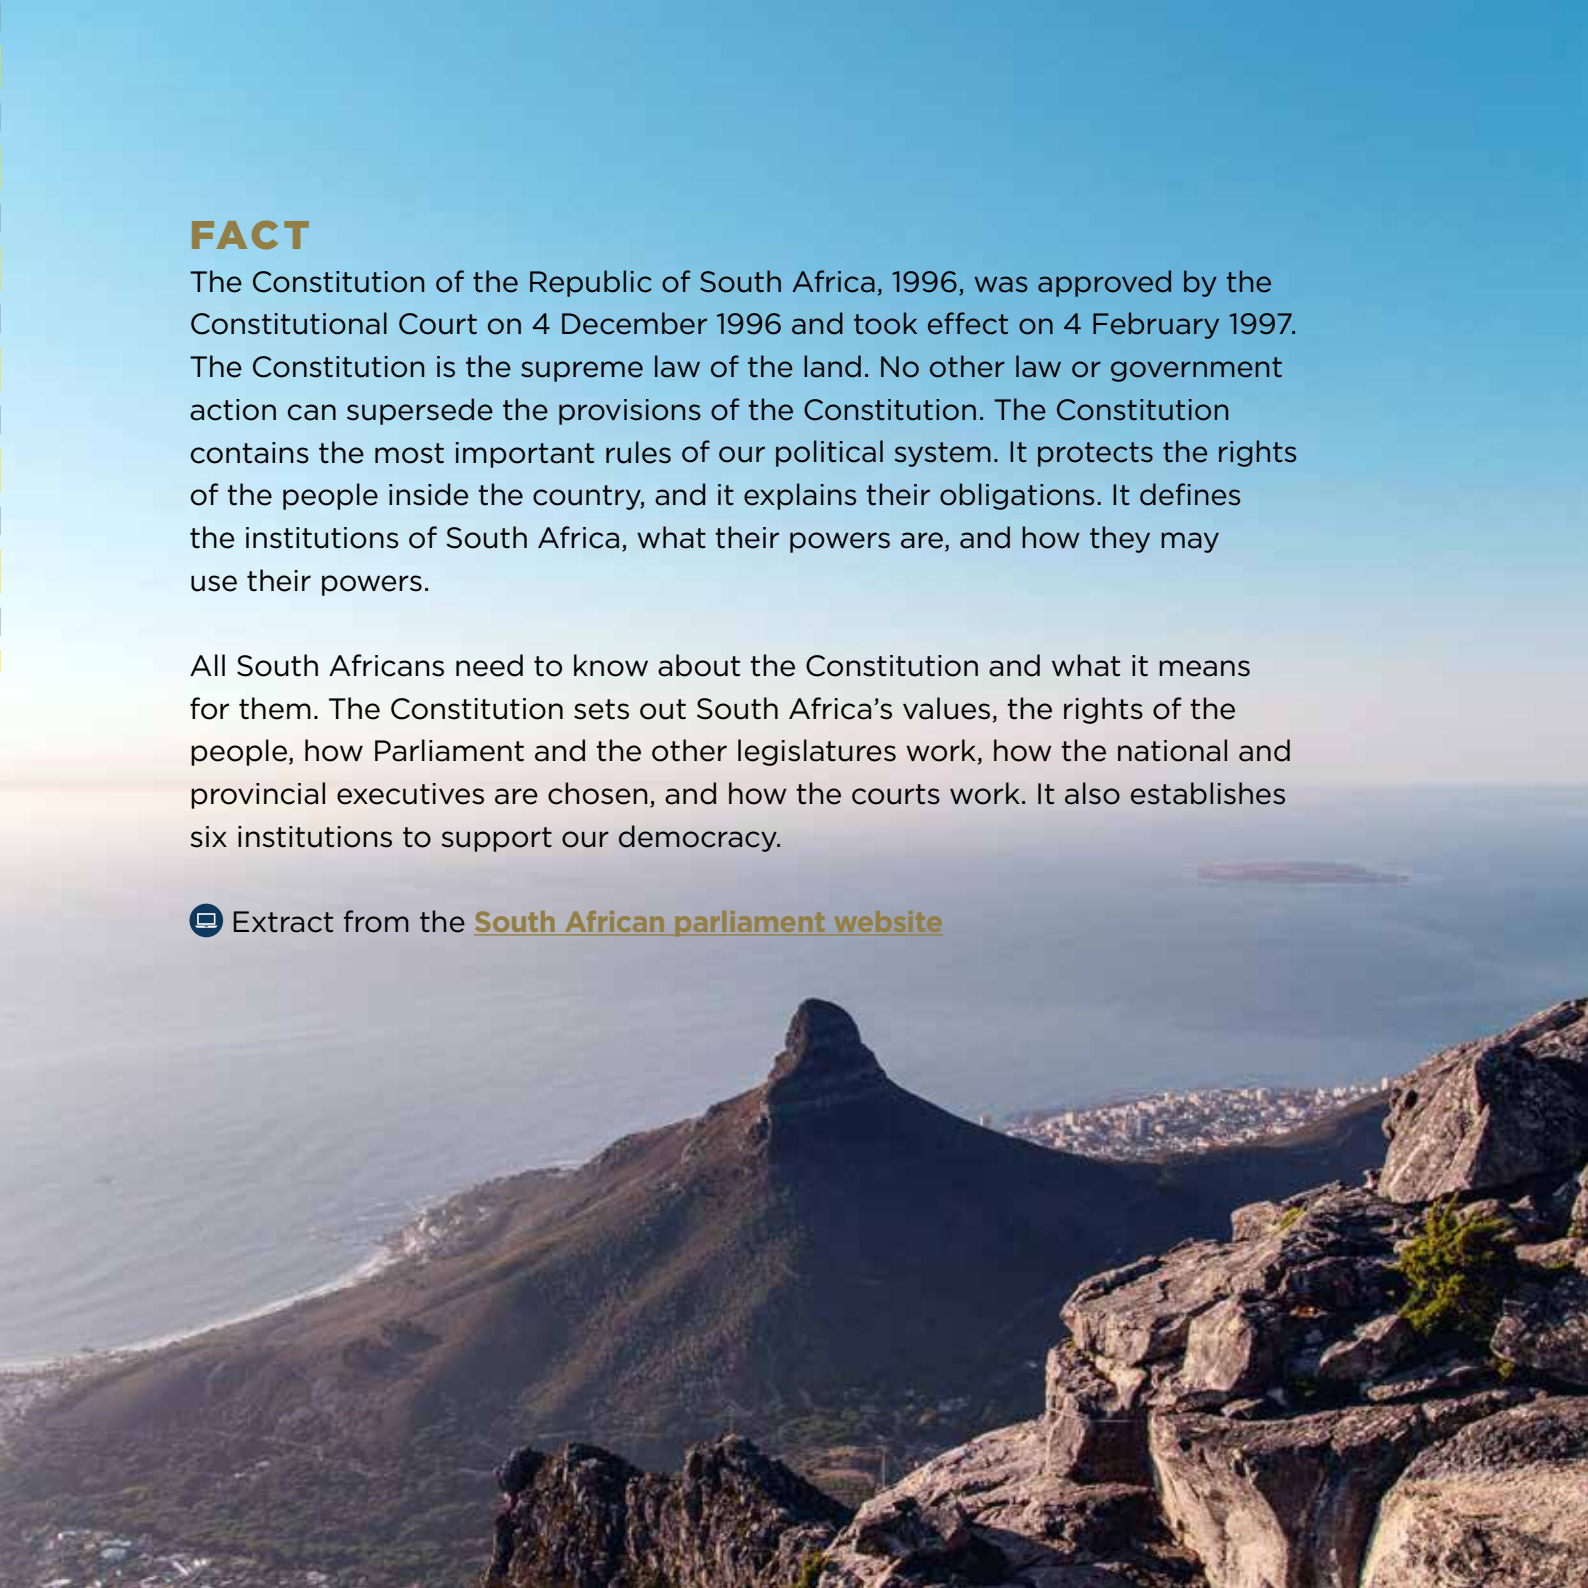 FACT
The Constitution of the Republic of South Africa, 1996, was approved by the
Constitutional Court on 4 December 1996 and took effect on 4 February 1997.
The Constitution is the supreme law of the land. No other law or government
action can supersede the provisions of the Constitution. The Constitution
contains the most important rules of our political system. It protects the rights
of the people inside the country, and it explains their obligations. It defines
the institutions of South Africa, what their powers are, and how they may
use their powers.
All South Africans need to know about the Constitution and what it means
for them. The Constitution sets out South Africa’s values, the rights of the
people, how Parliament and the other legislatures work, how the national and
provincial executives are chosen, and how the courts work. It also establishes
six institutions to support our democracy.
Extract from the South African parliament website